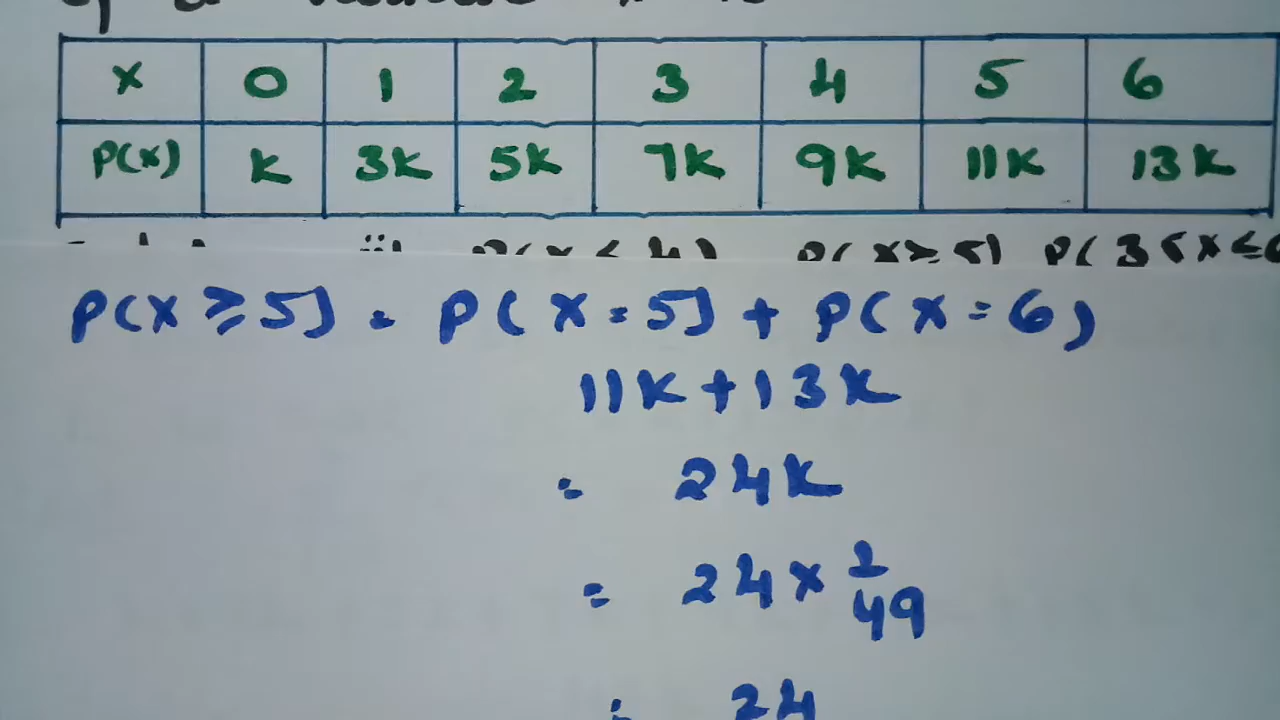 x 0 1 2 3 4 5 6
P(x) k 3k 5k 7k 9k 11k 13k
P(x ≥ 5) = P(x = 5) + P(x = 6)
11k + 13k
= 24k
= 24 × 1/49
= 24